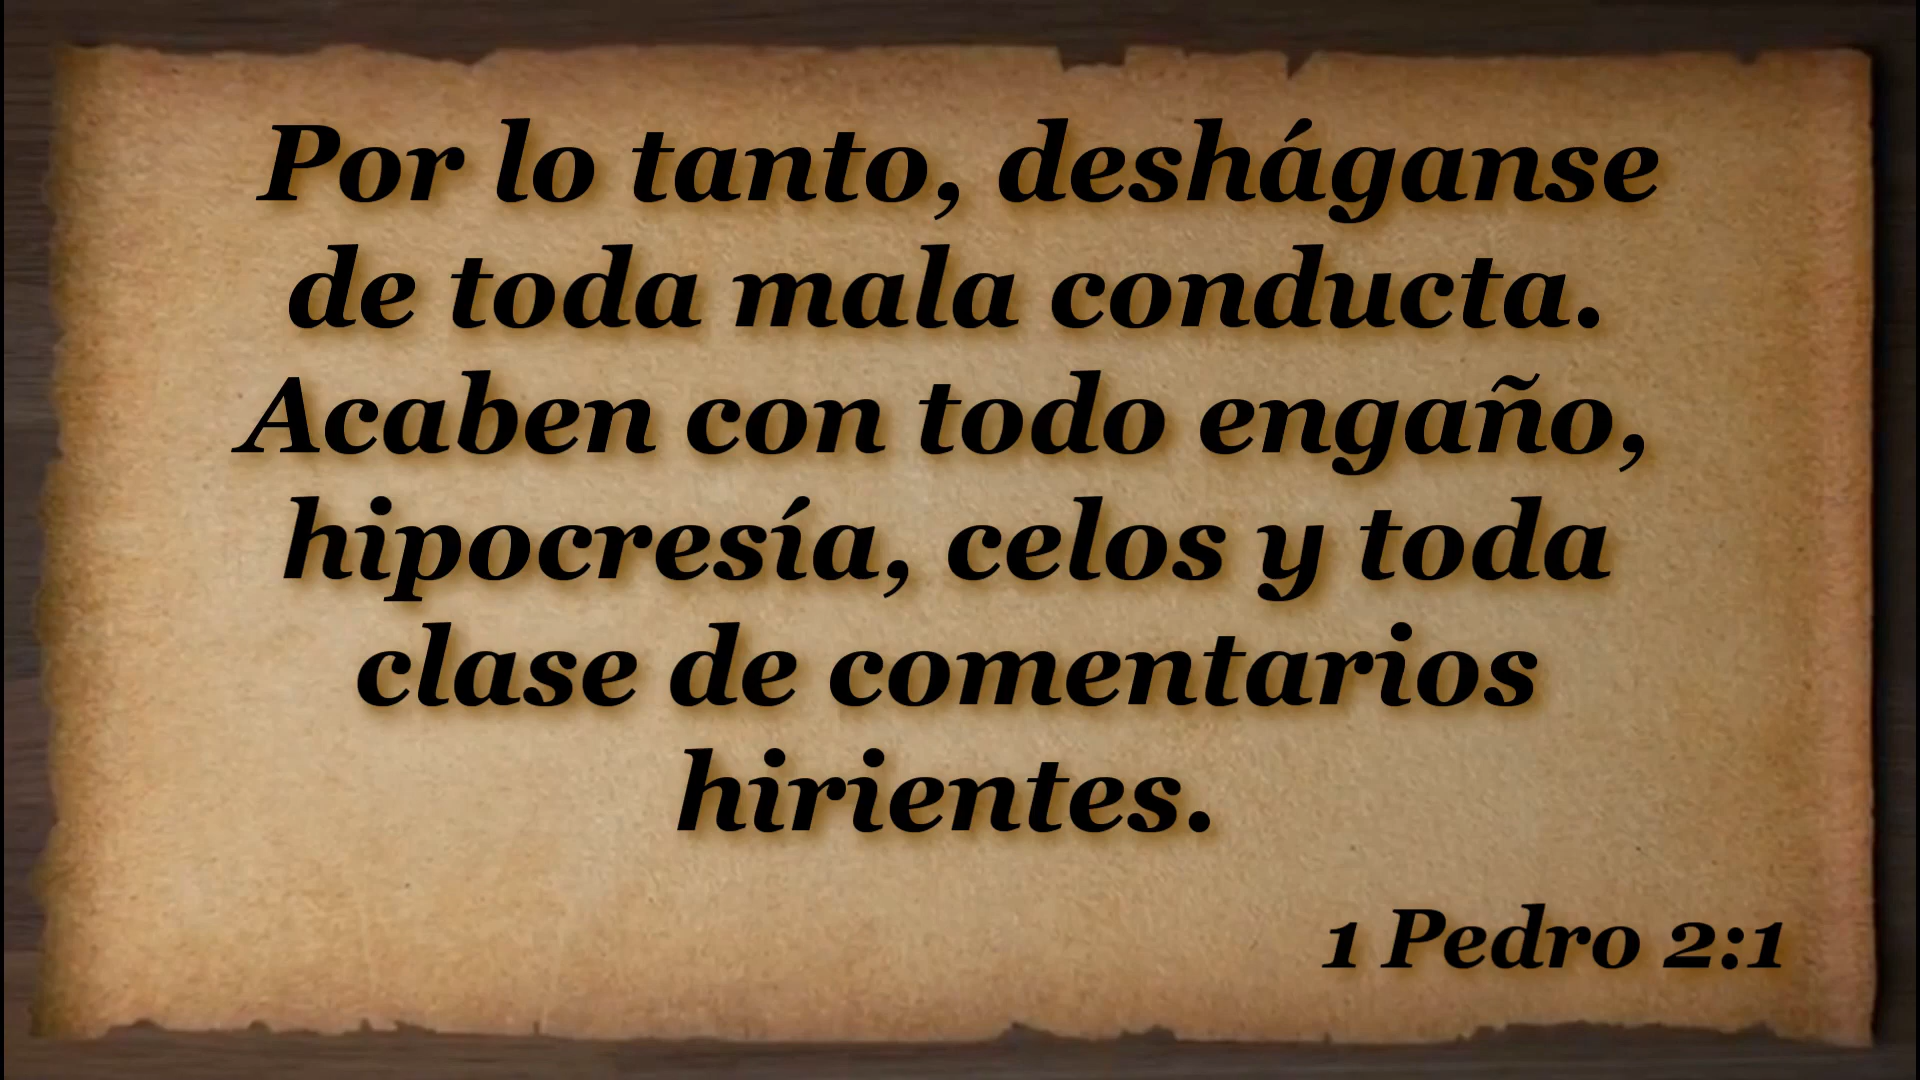 Por lo tanto, desháganse
de toda mala conducta.
Acaben con todo engaño,
hipocresía, celos y toda
clase de comentarios
hirientes.
1 Pedro 2:1